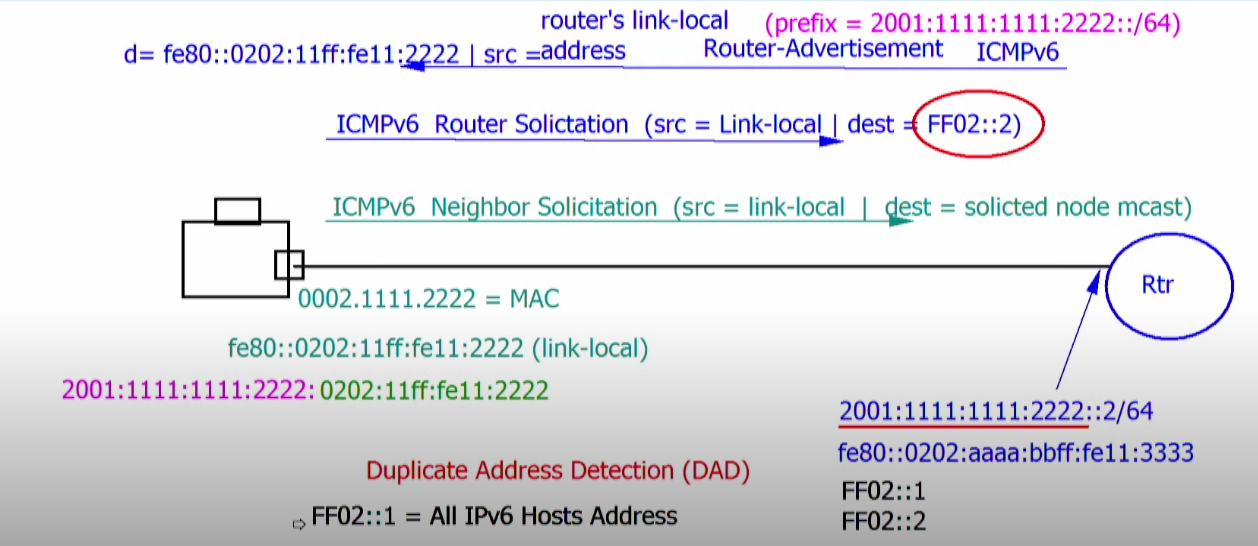 router's link-local (prefix = 2001:1111:1111:2222::/64)
d= fe80::0202:11ff:fe11:2222 | src =address Router-Advertisement ICMPv6
ICMPv6 Router Solictation (src = Link-local | dest = FF02::2)
ICMPv6 Neighbor Solicitation (src = link-local | dest = solicted node mcast)
Rtr
0002.1111.2222 = MAC
fe80::0202:11ff:fe11:2222 (link-local)
2001:1111:1111:2222: 0202:11ff:fe11:2222
2001:1111:1111:2222::2/64
fe80::0202:aaaa:bbff:fe11:3333
Duplicate Address Detection (DAD)
FF02::1
⇨ FF02::1 = All IPv6 Hosts Address
FF02::2